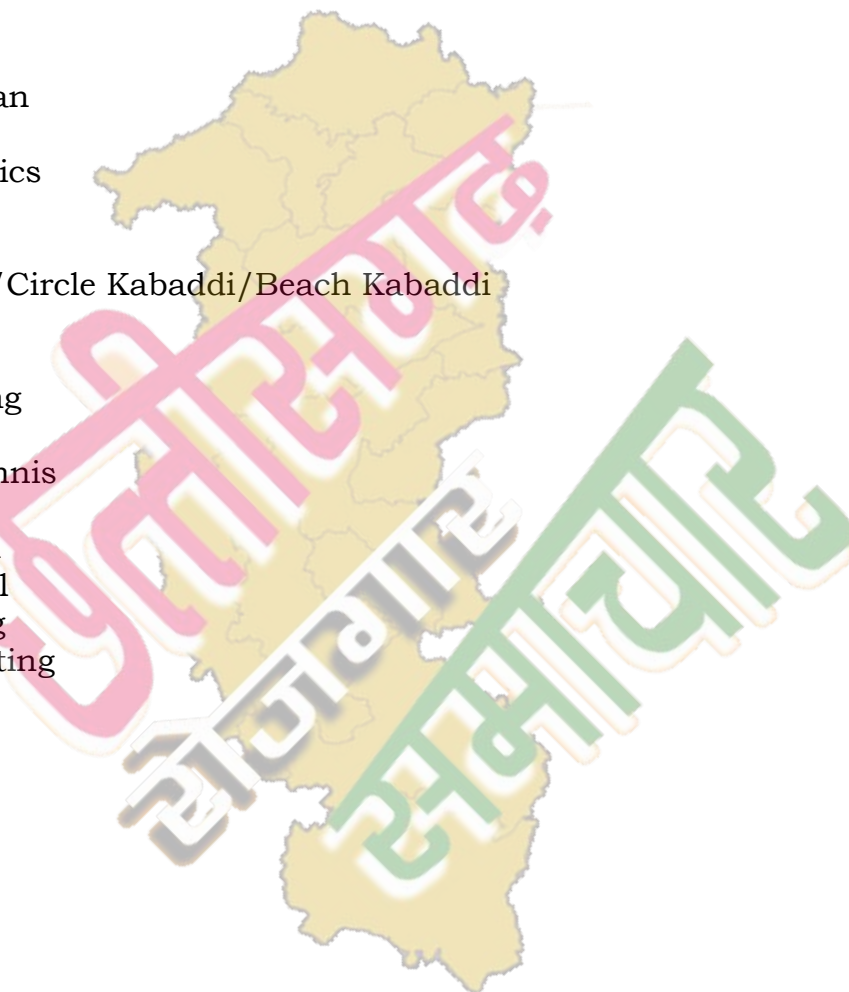 an
ics
/Circle Kabaddi/Beach Kabaddi
ng
nnis
l
g
ting
छत्तीसगढ़
रोजगार
समाचार